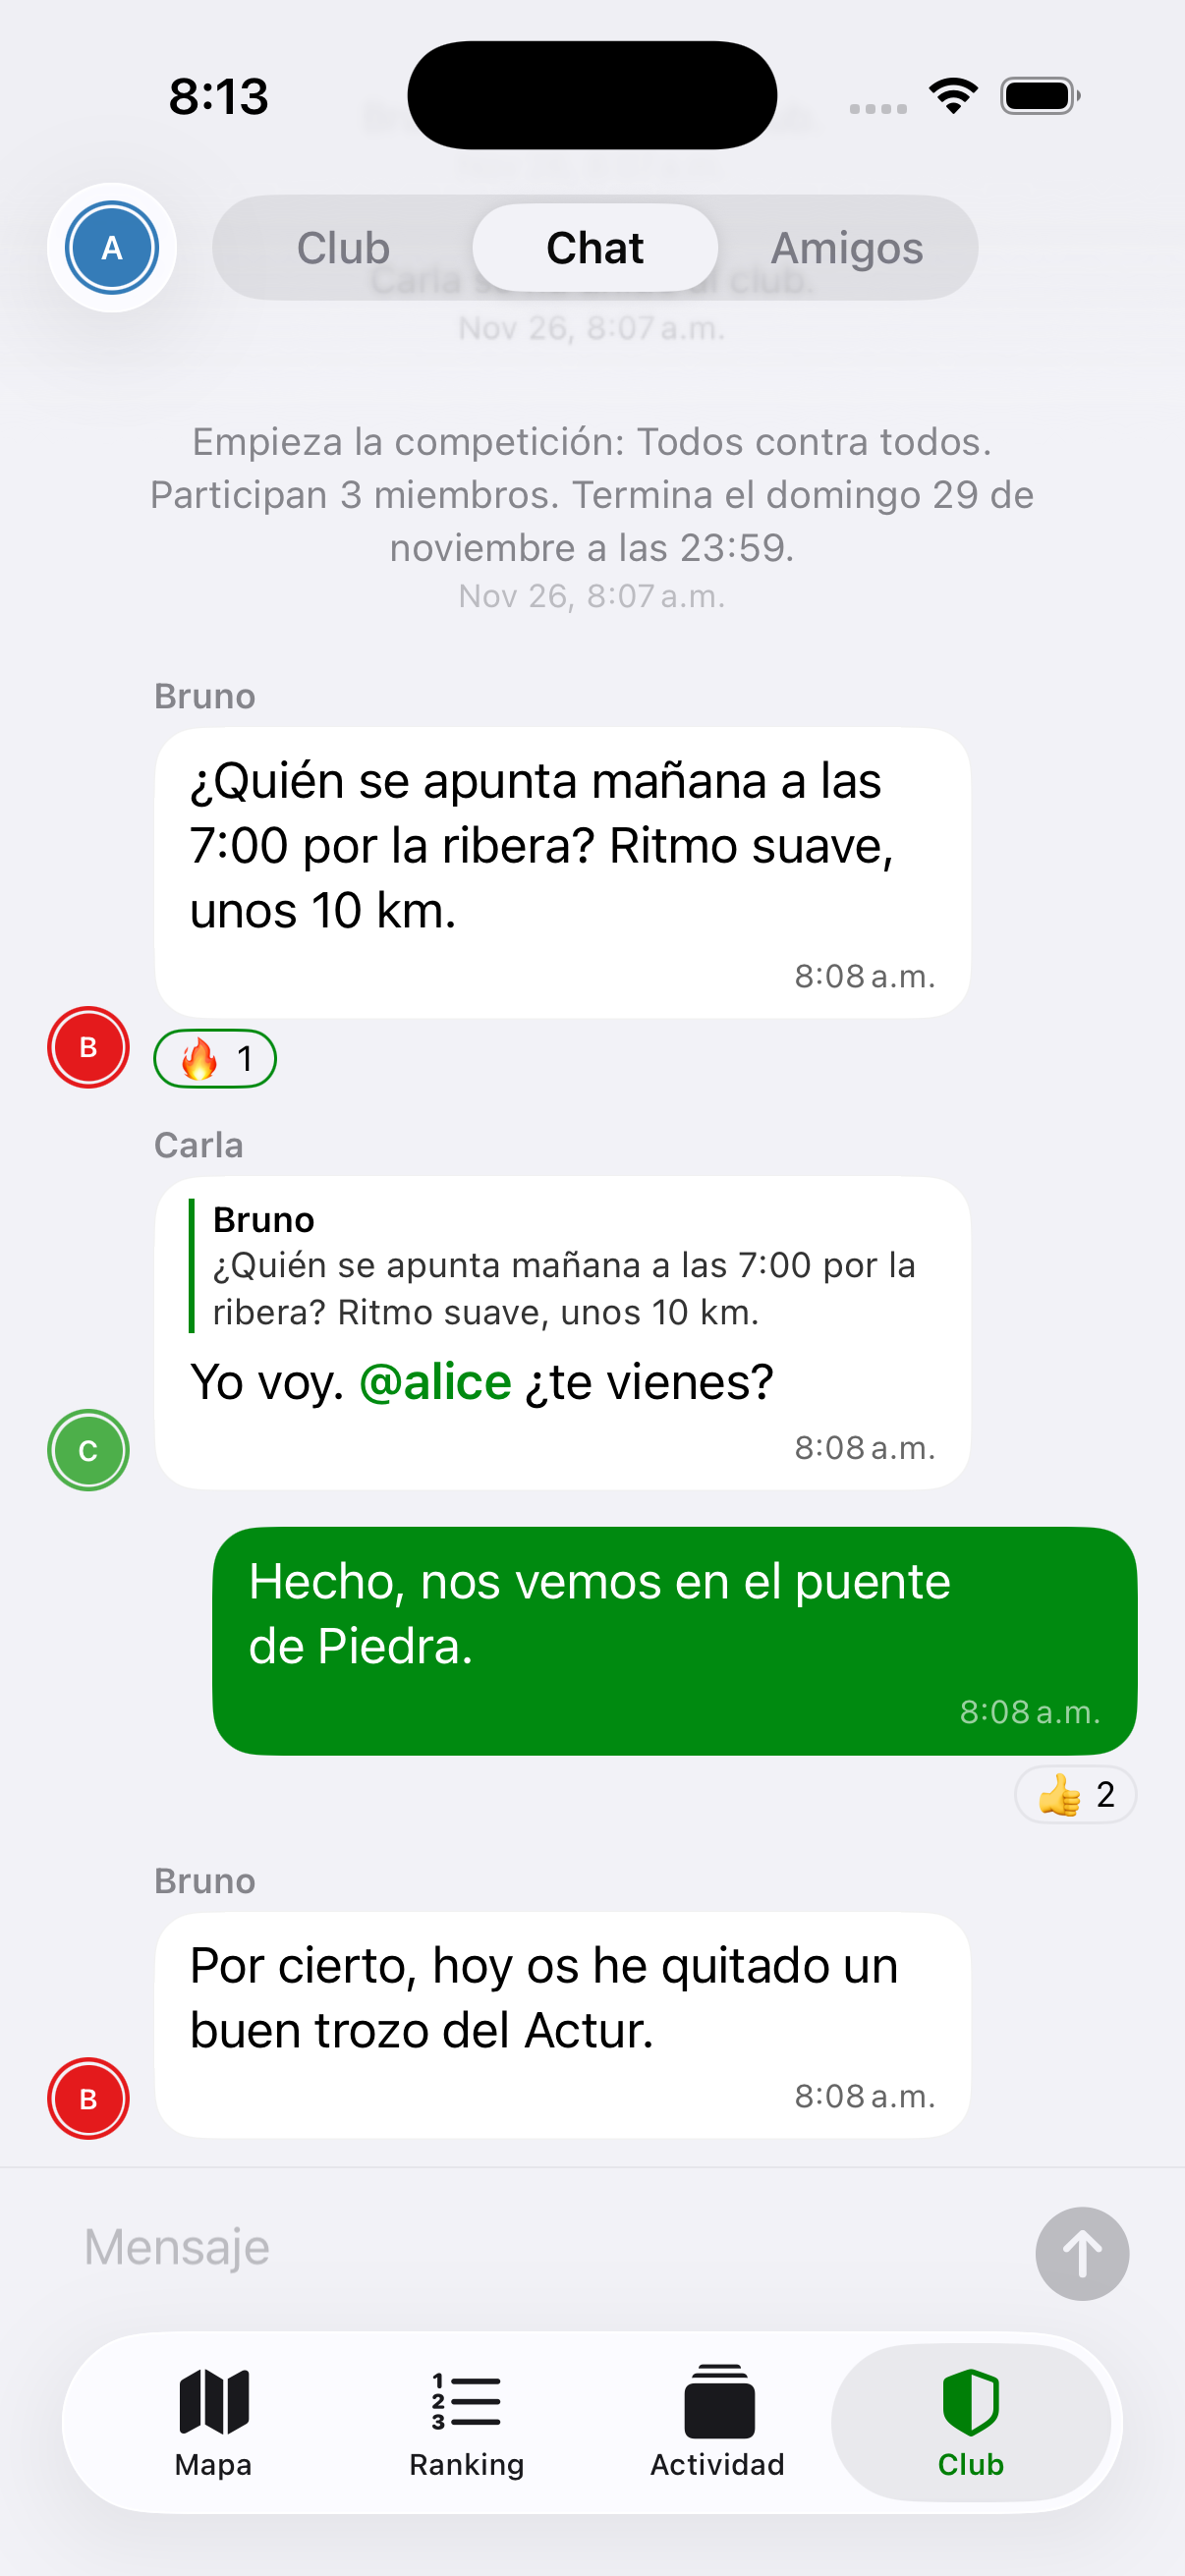 8:13
A
Club
Chat
Amigos
Carla
al club.
Nov 26, 8:07 a.m.
Empieza la competición: Todos contra todos.
Participan 3 miembros. Termina el domingo 29 de
noviembre a las 23:59.
Nov 26, 8:07 a.m.
Bruno
¿Quién se apunta mañana a las
7:00 por la ribera? Ritmo suave,
unos 10 km.
8:08 a.m.
B
🔥 1
Carla
Bruno
¿Quién se apunta mañana a las 7:00 por la
ribera? Ritmo suave, unos 10 km.
Yo voy. @alice ¿te vienes?
8:08 a.m.
C
Hecho, nos vemos en el puente
de Piedra.
8:08 a.m.
👍 2
Bruno
Por cierto, hoy os he quitado un
buen trozo del Actur.
8:08 a.m.
B
Mensaje
Mapa
Ranking
Actividad
Club